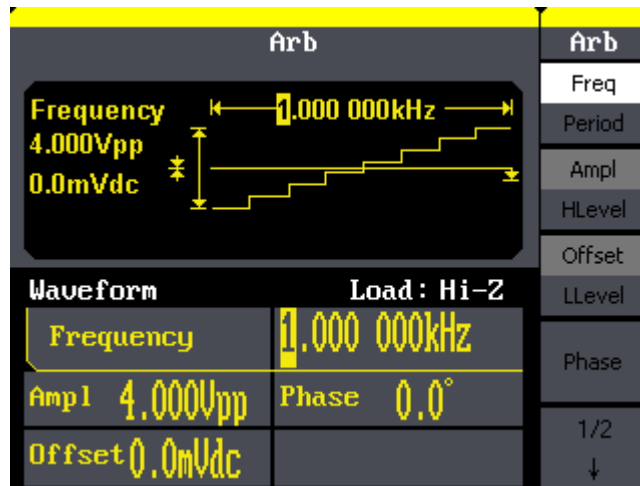 Arb
Arb
Frequency 1.000 000kHz
4.000Vpp
0.0mVdc
Freq
Period
Ampl
HLevel
Offset
LLevel
Phase
1/2
↓
Waveform Load: Hi-Z
Frequency 1.000 000kHz
Ampl 4.000Vpp Phase 0.0°
Offset 0.0mVdc